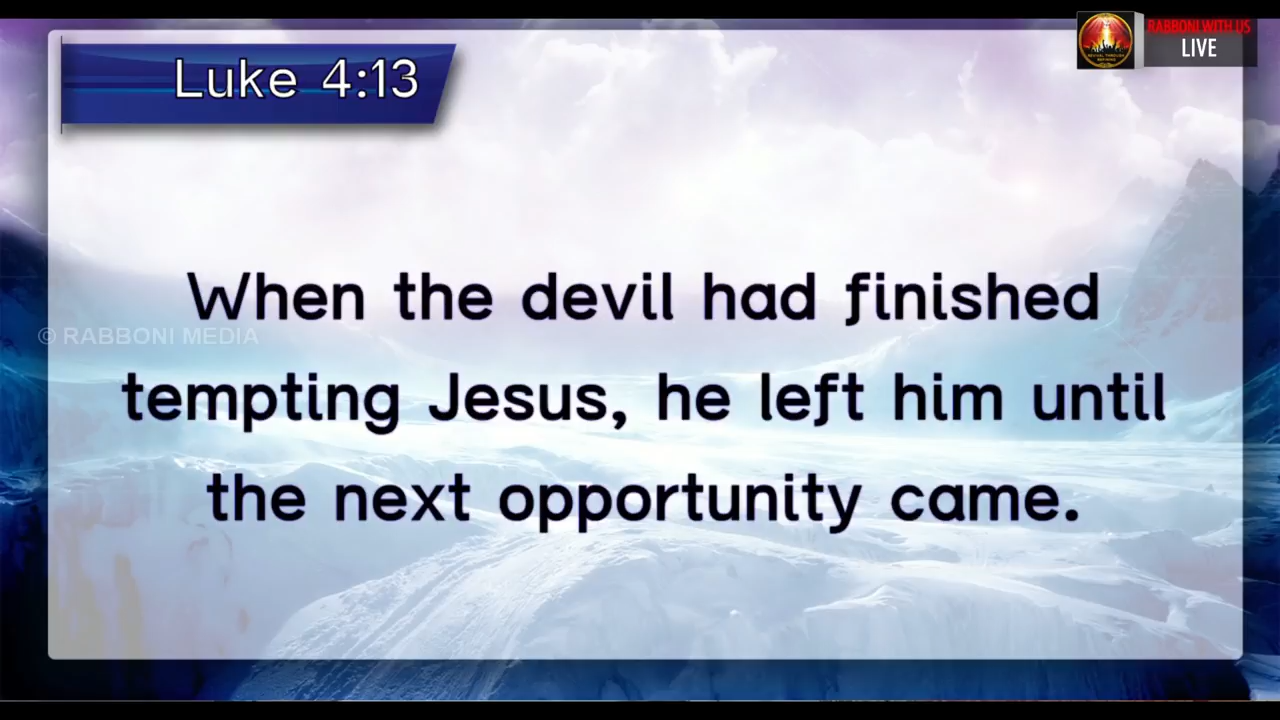 RABBONI WITH US
LIVE
Luke 4:13
When the devil had finished
© RABBONI MEDIA
tempting Jesus, he left him until
the next opportunity came.